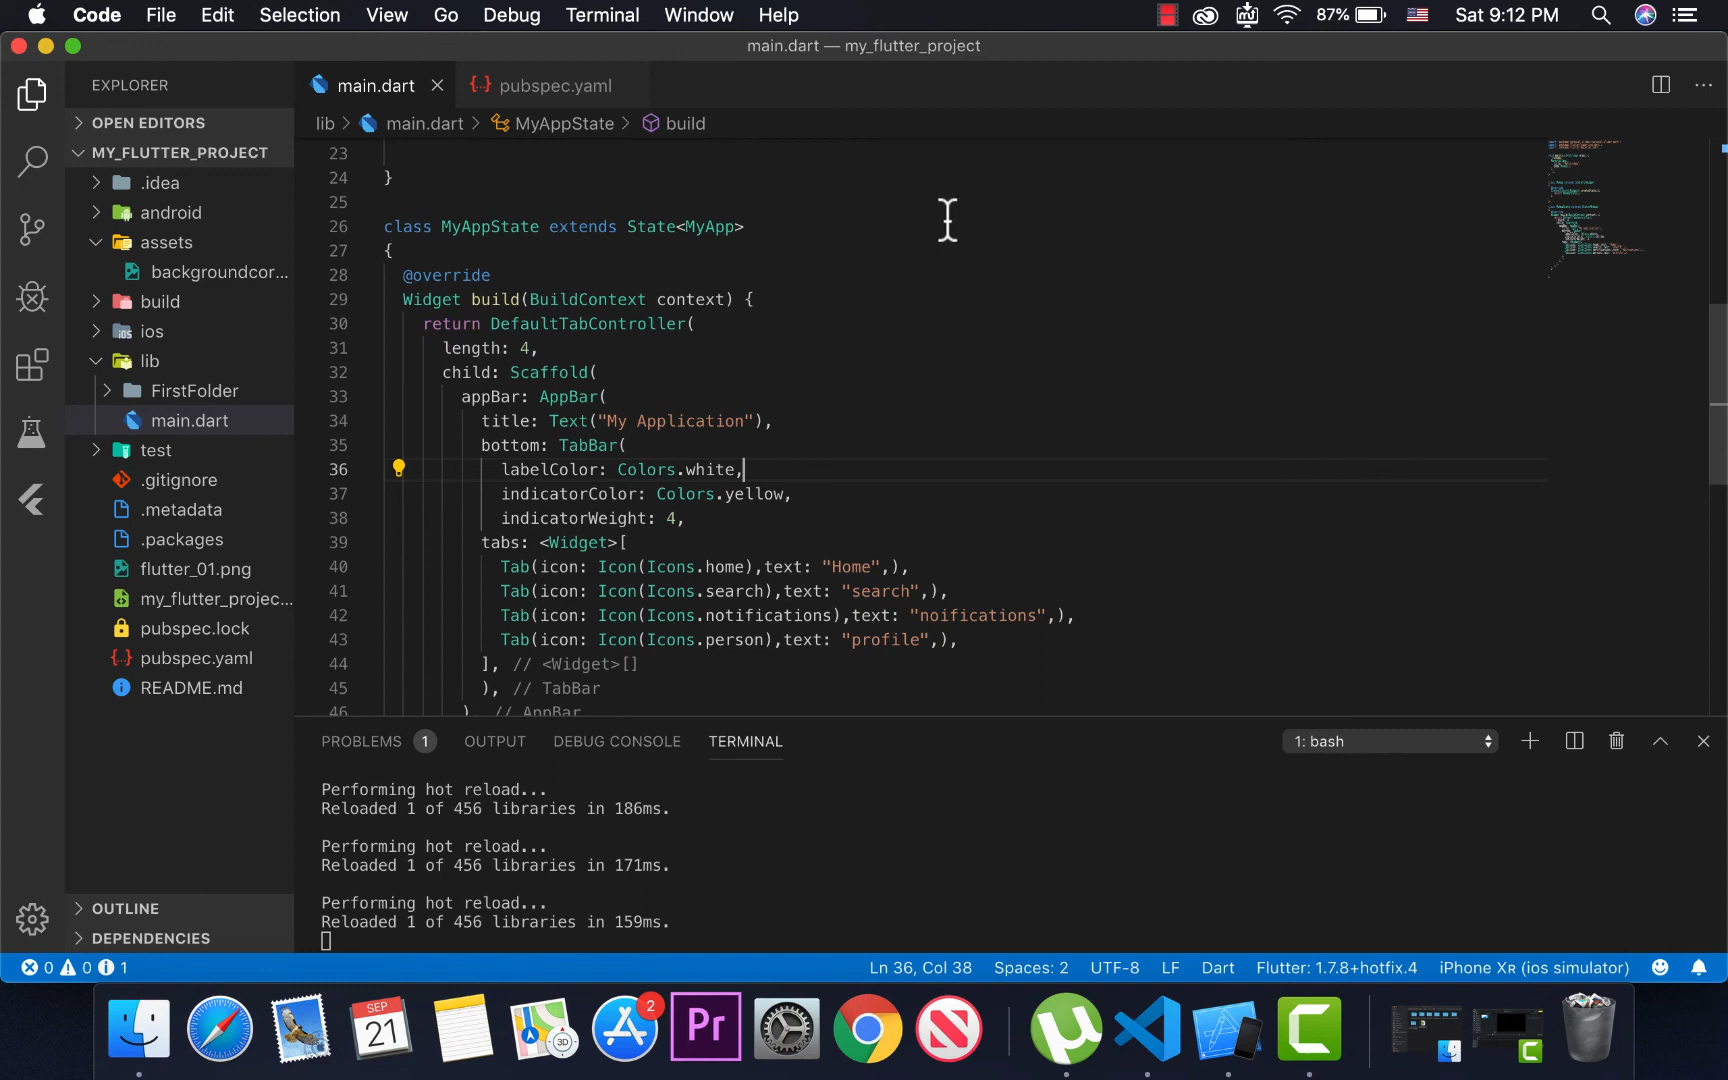 Code File Edit Selection View Go Debug Terminal Window Help 87% Sat 9:12 PM
main.dart — my_flutter_project
EXPLORER
main.dart
pubspec.yaml
OPEN EDITORS
lib > main.dart > MyAppState > build
MY_FLUTTER_PROJECT
.idea
android
assets
backgroundcor...
build
ios
lib
FirstFolder
main.dart
test
.gitignore
.metadata
.packages
flutter_01.png
my_flutter_projec...
pubspec.lock
pubspec.yaml
README.md
OUTLINE
DEPENDENCIES
23
24 }
25
26 class MyAppState extends State<MyApp>
27 {
28 @override
29 Widget build(BuildContext context) {
30 return DefaultTabController(
31 length: 4,
32 child: Scaffold(
33 appBar: AppBar(
34 title: Text("My Application"),
35 bottom: TabBar(
36 labelColor: Colors.white,
37 indicatorColor: Colors.yellow,
38 indicatorWeight: 4,
39 tabs: <Widget>[
40 Tab(icon: Icon(Icons.home),text: "Home",),
41 Tab(icon: Icon(Icons.search),text: "search",),
42 Tab(icon: Icon(Icons.notifications),text: "noifications",),
43 Tab(icon: Icon(Icons.person),text: "profile",),
44 ], // <Widget>[]
45 ), // TabBar
46 ), // AppBar
PROBLEMS 1 OUTPUT DEBUG CONSOLE TERMINAL 1: bash
Performing hot reload...
Reloaded 1 of 456 libraries in 186ms.
Performing hot reload...
Reloaded 1 of 456 libraries in 171ms.
Performing hot reload...
Reloaded 1 of 456 libraries in 159ms.
0 0 1 Ln 36, Col 38 Spaces: 2 UTF-8 LF Dart Flutter: 1.7.8+hotfix.4 iPhone Xʀ (ios simulator)
SEP
21
3D
2
Pr